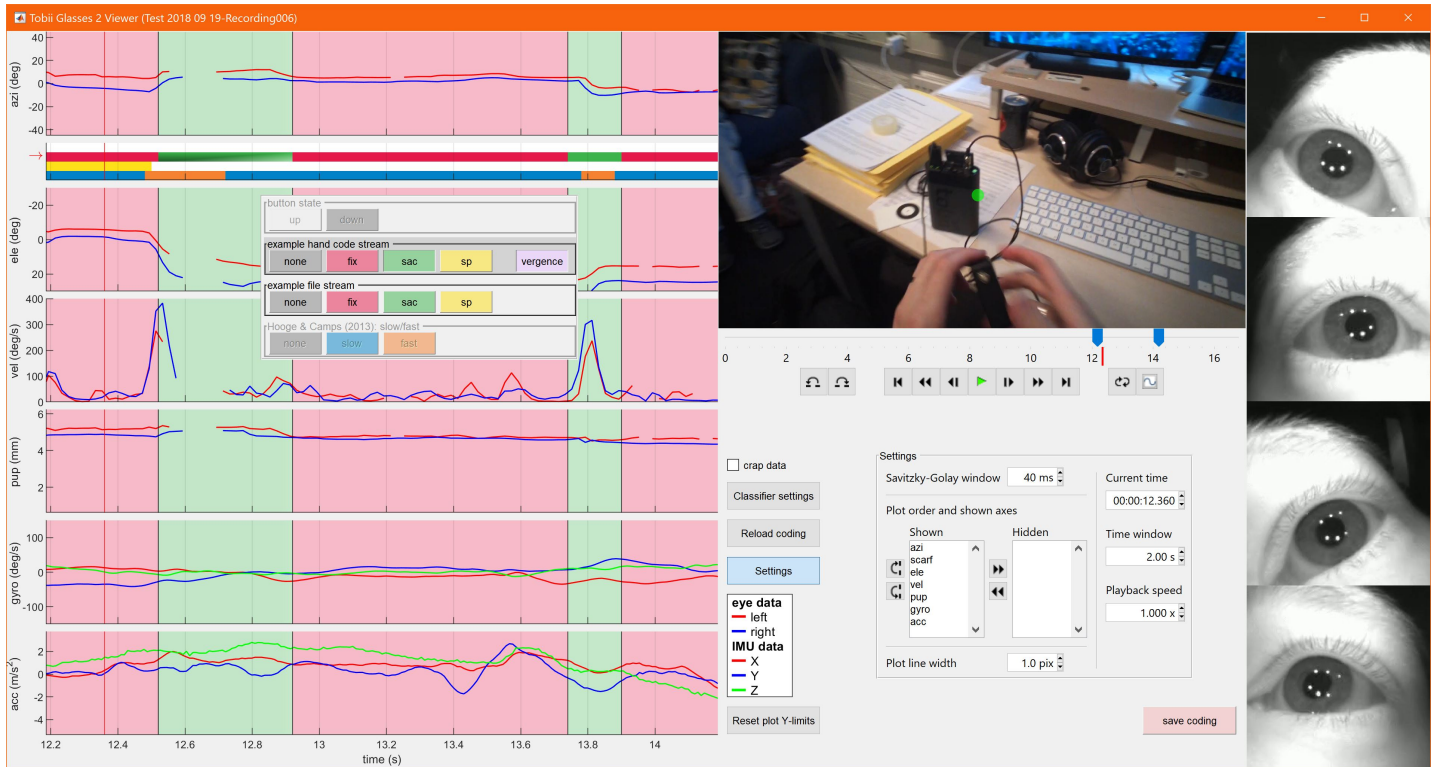 Tobii Glasses 2 Viewer (Test 2018 09 19-Recording006)
azi (deg)
40
20
0
-20
-40
ele (deg)
-20
0
20
button state
up down
example hand code stream
none fix sac sp vergence
example file stream
none fix sac sp
Hooge & Camps (2013): slow/fast
none slow fast
vel (deg/s)
400
300
200
100
0
pup (mm)
6
4
2
gyro (deg/s)
100
0
-100
acc (m/s²)
2
0
-2
-4
12.2 12.4 12.6 12.8 13 13.2 13.4 13.6 13.8 14
time (s)
0 2 4 6 8 10 12 14 16
crap data
Classifier settings
Reload coding
Settings
eye data
left
right
IMU data
X
Y
Z
Reset plot Y-limits
Settings
Savitzky-Golay window 40 ms
Plot order and shown axes
Shown Hidden
azi
scarf
ele
vel
pup
gyro
acc
Plot line width 1.0 pix
Current time
00:00:12.360
Time window
2.00 s
Playback speed
1.000 x
save coding